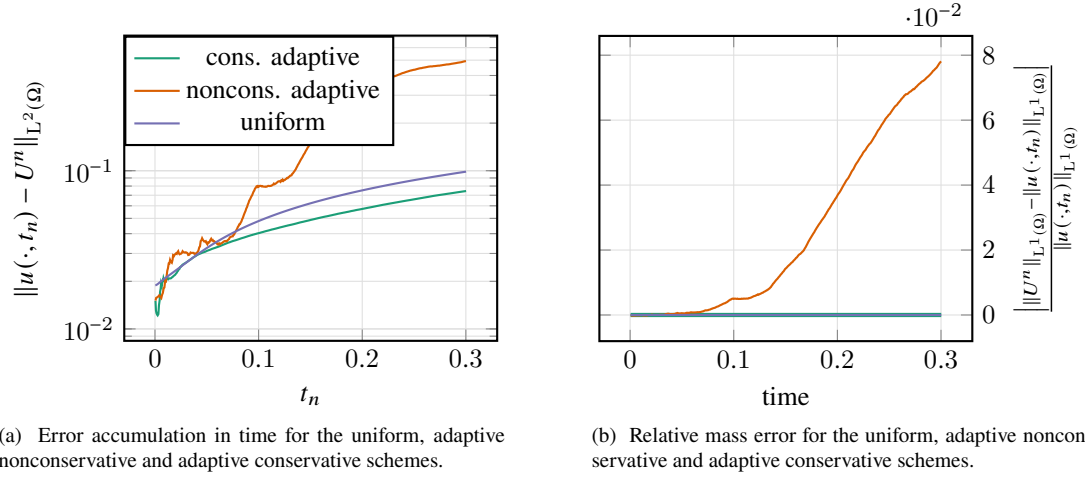 cons. adaptive
noncons. adaptive
uniform
10^{-1}
10^{-2}
0 0.1 0.2 0.3
t_n
‖u(·, t_n) − U^n‖_{L^2(Ω)}
·10^{-2}
8
6
4
2
0
0 0.1 0.2 0.3
time
|‖U^n‖_{L^1(Ω)} − ‖u(·,t_n)‖_{L^1(Ω)}|
‖u(·,t_n)‖_{L^1(Ω)}
(a) Error accumulation in time for the uniform, adaptive
nonconservative and adaptive conservative schemes.
(b) Relative mass error for the uniform, adaptive noncon
servative and adaptive conservative schemes.